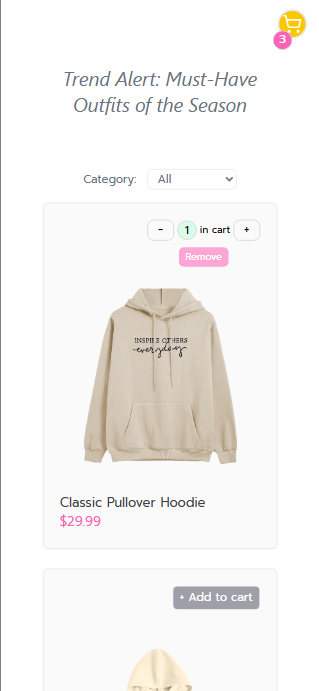 3
Trend Alert: Must-Have
Outfits of the Season
Category: All
- 1 in cart +
Remove
INSPIRE OTHERS
everyday
Classic Pullover Hoodie
$29.99
+ Add to cart